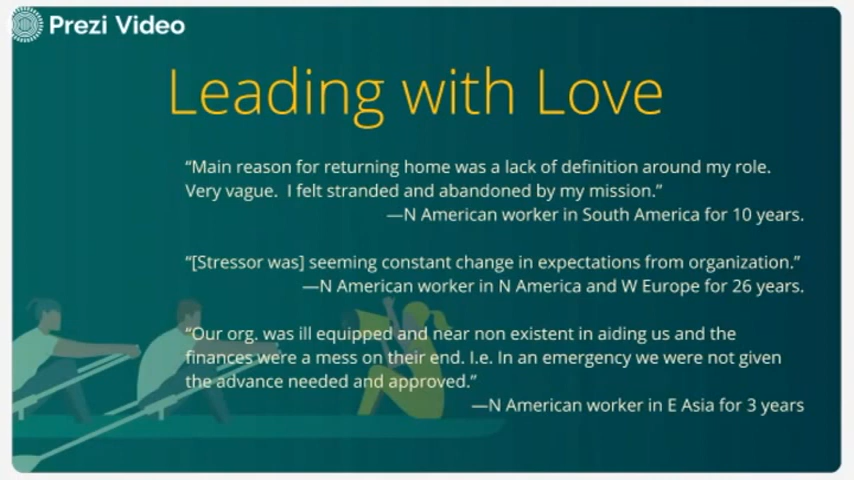 Prezi Video
Leading with Love
“Main reason for returning home was a lack of definition around my role.
Very vague.  I felt stranded and abandoned by my mission.”
—N American worker in South America for 10 years.
“[Stressor was] seeming constant change in expectations from organization.”
—N American worker in N America and W Europe for 26 years.
“Our org. was ill equipped and near non existent in aiding us and the
finances were a mess on their end. I.e. In an emergency we were not given
the advance needed and approved.”
—N American worker in E Asia for 3 years